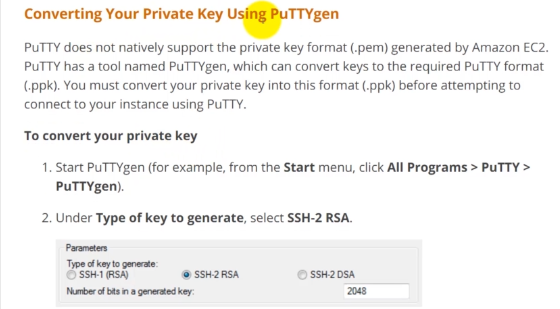 Converting Your Private Key Using PuTTYgen
PuTTY does not natively support the private key format (.pem) generated by Amazon EC2.
PuTTY has a tool named PuTTYgen, which can convert keys to the required PuTTY format
(.ppk). You must convert your private key into this format (.ppk) before attempting to
connect to your instance using PuTTY.
To convert your private key
1. Start PuTTYgen (for example, from the Start menu, click All Programs > PuTTY >
PuTTYgen).
2. Under Type of key to generate, select SSH-2 RSA.
Parameters
Type of key to generate:
SSH-1 (RSA) SSH-2 RSA SSH-2 DSA
Number of bits in a generated key: 2048